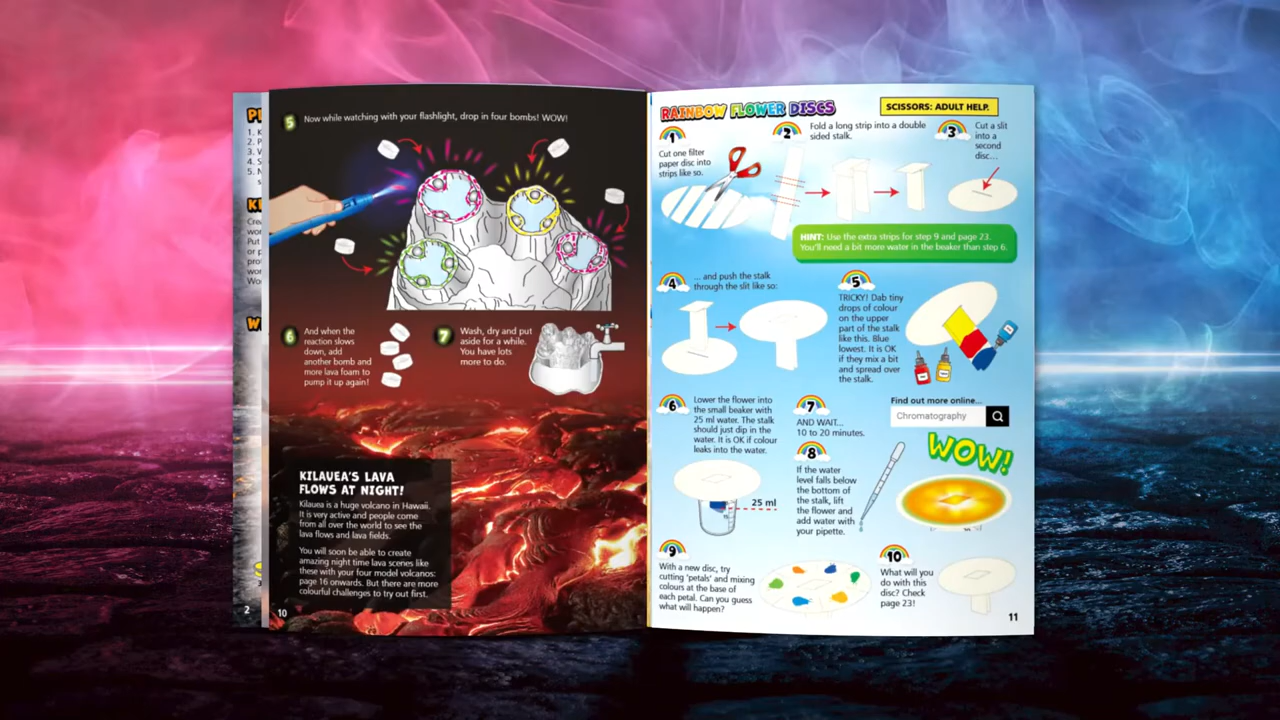 5 Now while watching with your flashlight, drop in four bombs! WOW!
6 And when the
reaction slows
down, add
another bomb and
more lava foam to
pump it up again!
7 Wash, dry and put
aside for a while.
You have lots
more to do.
KILAUEA'S LAVA
FLOWS AT NIGHT!
Kilauea is a huge volcano in Hawaii.
It is very active and people come
from all over the world to see the
lava flows and lava fields.
You will soon be able to create
amazing night time lava scenes like
these with your four model volcanos:
page 16 onwards. But there are more
colourful challenges to try out first.
2
10
RAINBOW FLOWER DISCS
SCISSORS: ADULT HELP.
1
Cut one filter
paper disc into
strips like so.
2 Fold a long strip into a double
sided stalk.
3 Cut a slit
into a
second
disc...
HINT: Use the extra strips for step 9 and page 23.
You'll need a bit more water in the beaker than step 6.
4 ... and push the stalk
through the slit like so:
5
TRICKY! Dab tiny
drops of colour
on the upper
part of the stalk
like this. Blue
lowest. It is OK
if they mix a bit
and spread over
the stalk.
6 Lower the flower into
the small beaker with
25 ml water. The stalk
should just dip in the
water. It is OK if colour
leaks into the water.
25 ml
7
AND WAIT...
10 to 20 minutes.
8
If the water
level falls below
the bottom of
the stalk, lift
the flower and
add water with
your pipette.
Find out more online...
Chromatography
WOW!
9
With a new disc, try
cutting 'petals' and mixing
colours at the base of
each petal. Can you guess
what will happen?
10
What will you
do with this
disc? Check
page 23!
11